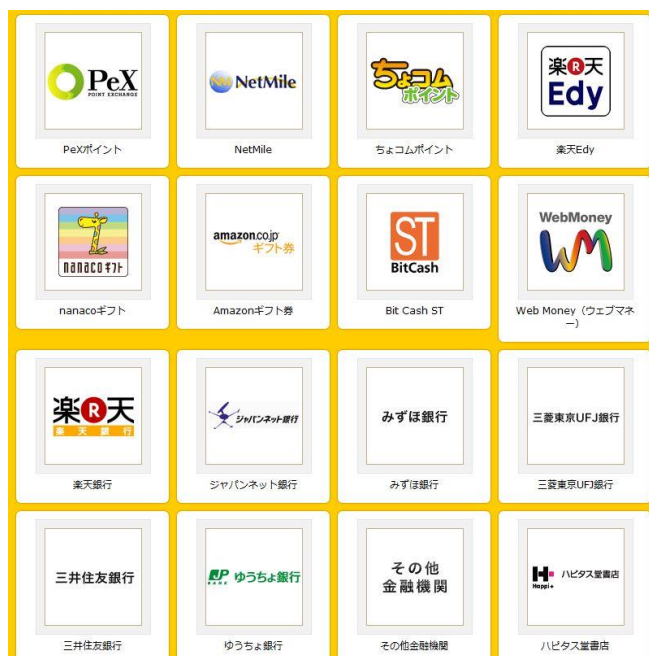 PeX
POINT EXCHANGE
PeXポイント
NetMile
NetMile
ちょコム
ポイント
ちょコムポイント
楽R天
Edy
楽天Edy
nanacoギフト
nanacoギフト
amazon.co.jp
ギフト券
Amazonギフト券
ST
BitCash
Bit Cash ST
WebMoney
WM
Web Money（ウェブマネ
ー）
楽R天
楽天銀行
楽天銀行
ジャパンネット銀行
ジャパンネット銀行
みずほ銀行
みずほ銀行
三菱東京UFJ銀行
三菱東京UFJ銀行
三井住友銀行
三井住友銀行
JP
BANK
ゆうちょ銀行
ゆうちょ銀行
その他
金融機関
その他金融機関
H
Happi+
ハピタス堂書店
ハピタス堂書店